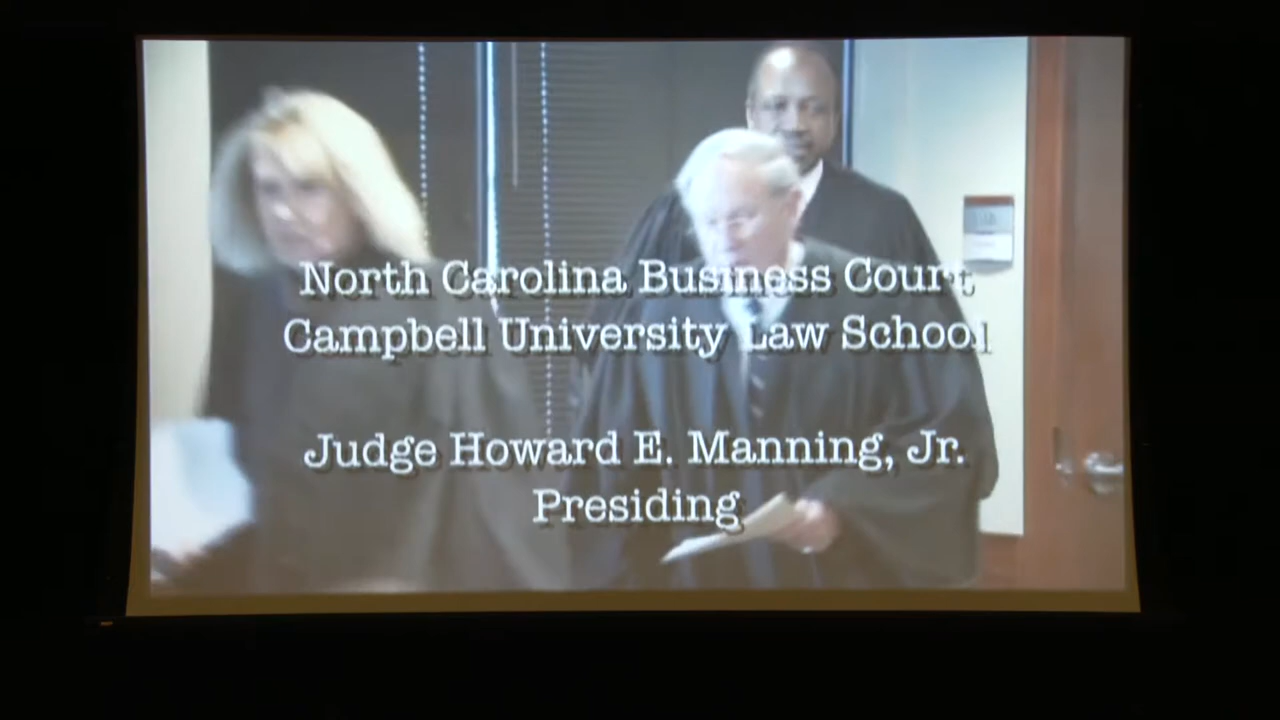 North Carolina Business Court
Campbell University Law School
Judge Howard E. Manning, Jr.
Presiding